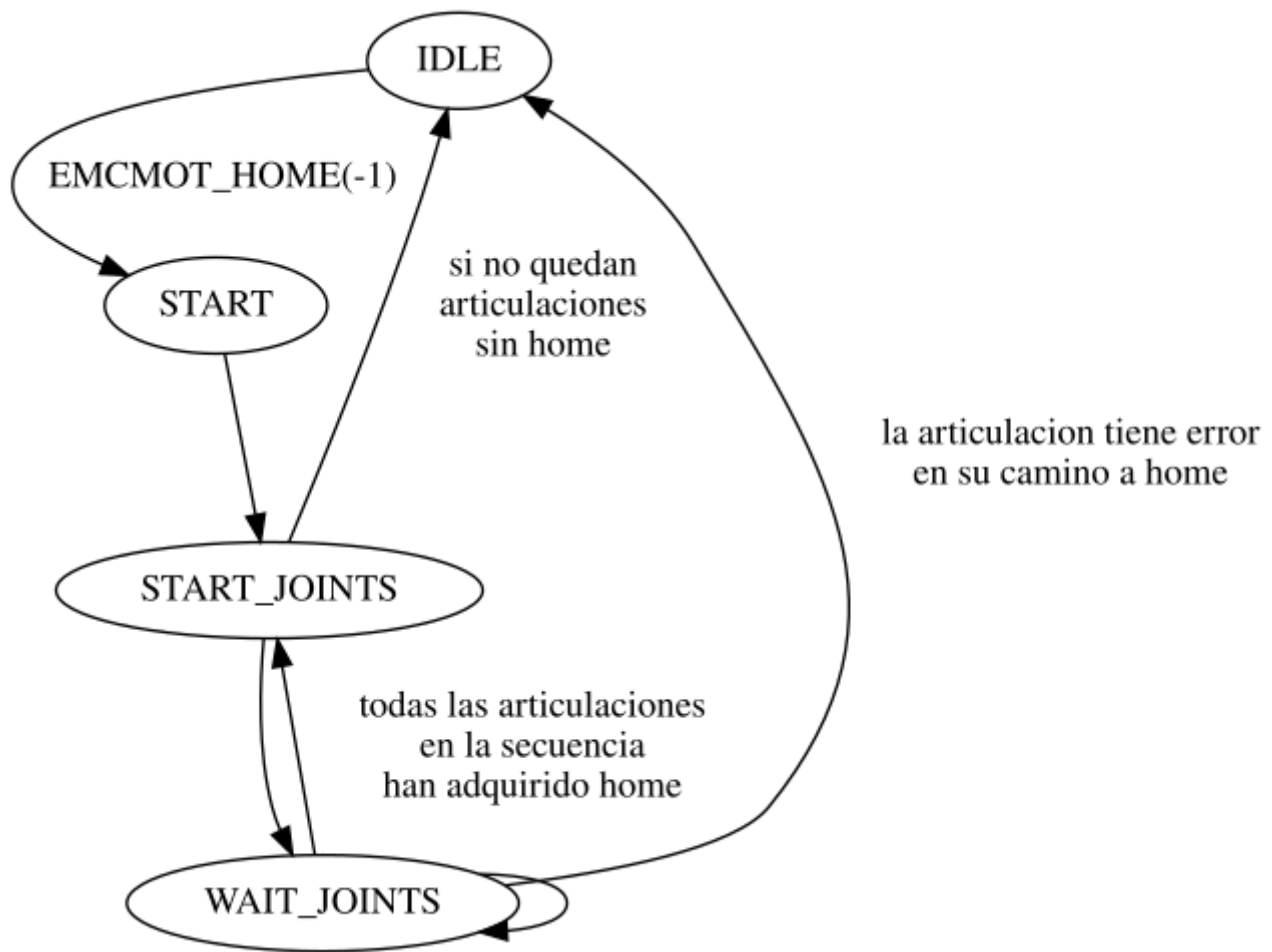 IDLE
EMCMOT_HOME(-1)
si no quedan
articulaciones
sin home
START
la articulacion tiene error
en su camino a home
START_JOINTS
todas las articulaciones
en la secuencia
han adquirido home
WAIT_JOINTS